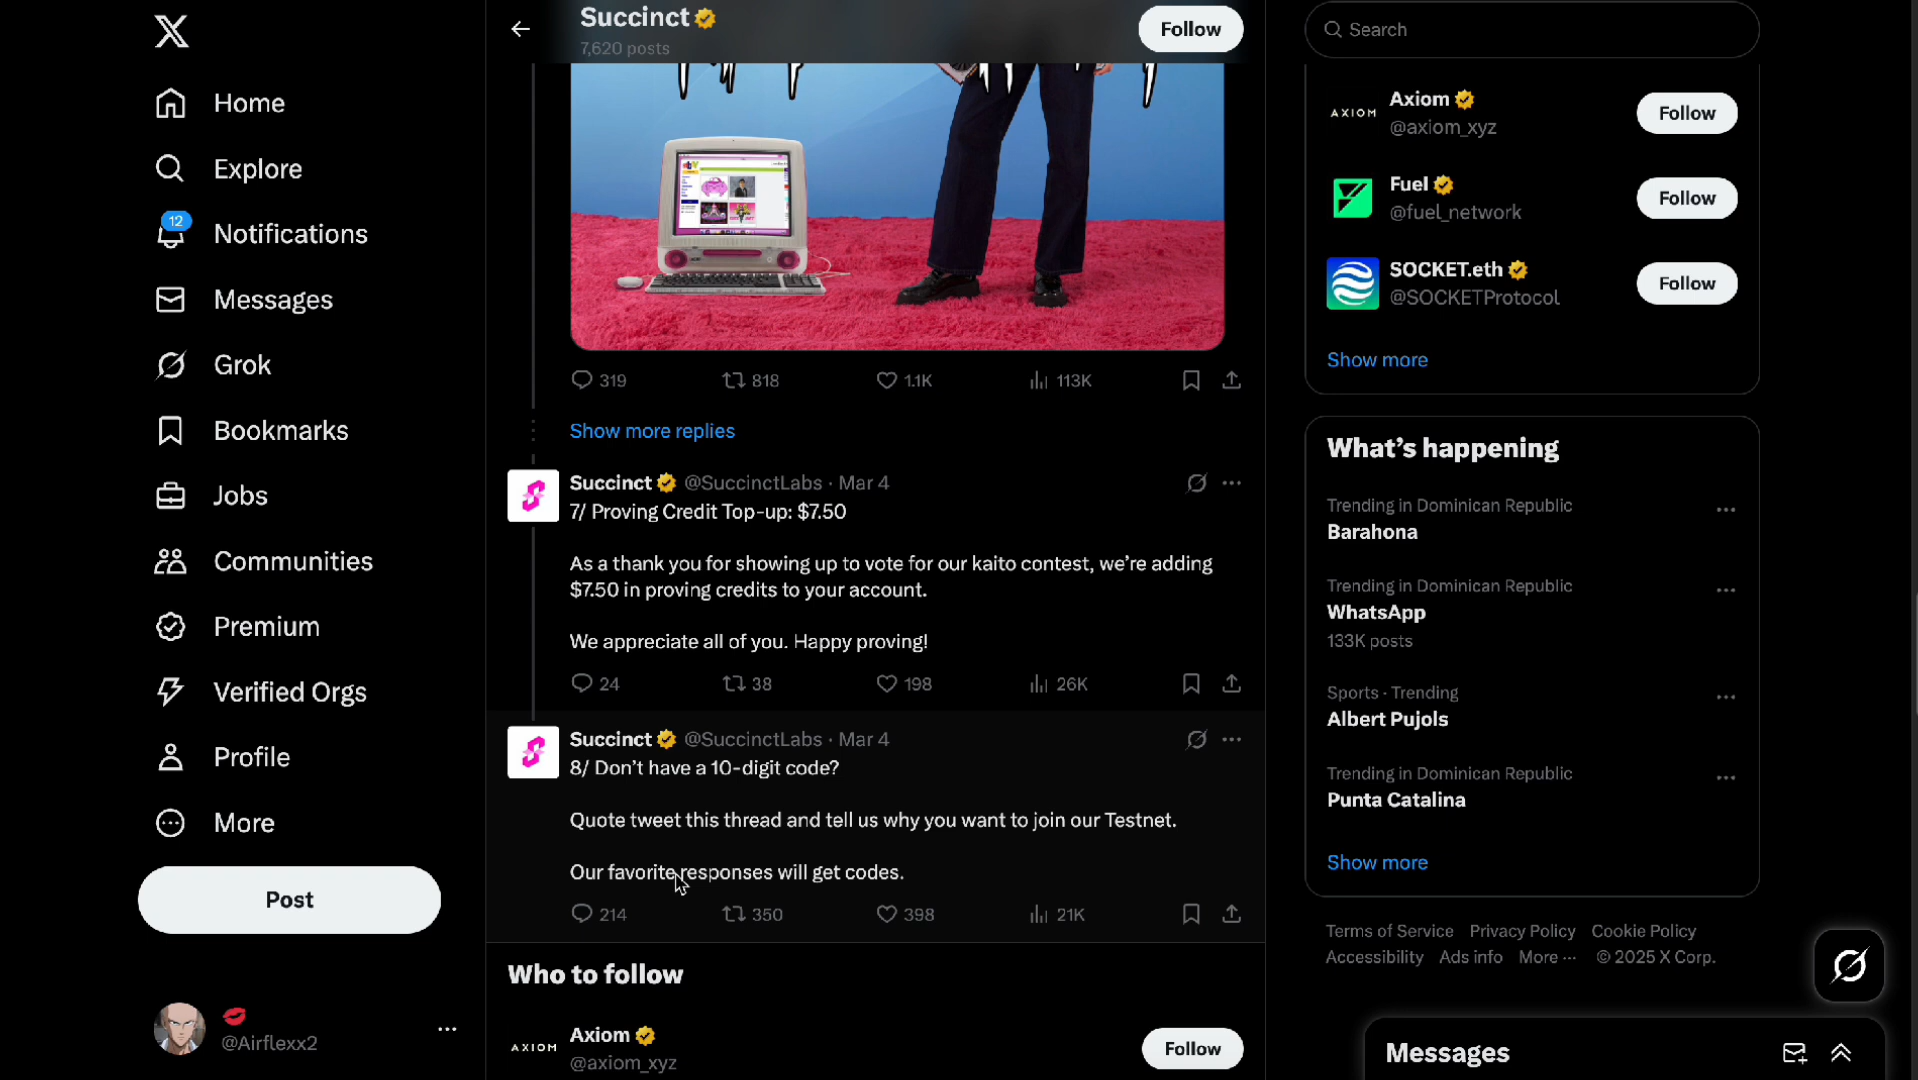 Home
Explore
12
Notifications
Messages
Grok
Bookmarks
Jobs
Communities
Premium
Verified Orgs
Profile
More
Post
@Airflexx2
Succinct
7,620 posts
Follow
319
818
1.1K
113K
Show more replies
Succinct @SuccinctLabs · Mar 4
7/ Proving Credit Top-up: $7.50
As a thank you for showing up to vote for our kaito contest, we're adding
$7.50 in proving credits to your account.
We appreciate all of you. Happy proving!
24
38
198
26K
Succinct @SuccinctLabs · Mar 4
8/ Don't have a 10-digit code?
Quote tweet this thread and tell us why you want to join our Testnet.
Our favorite responses will get codes.
214
350
398
21K
Who to follow
AXIOM
Axiom
@axiom_xyz
Follow
Search
AXIOM
Axiom
@axiom_xyz
Follow
Fuel
@fuel_network
Follow
SOCKET.eth
@SOCKETProtocol
Follow
Show more
What's happening
Trending in Dominican Republic
Barahona
Trending in Dominican Republic
WhatsApp
133K posts
Sports · Trending
Albert Pujols
Trending in Dominican Republic
Punta Catalina
Show more
Terms of Service Privacy Policy Cookie Policy
Accessibility Ads info More ··· © 2025 X Corp.
Messages